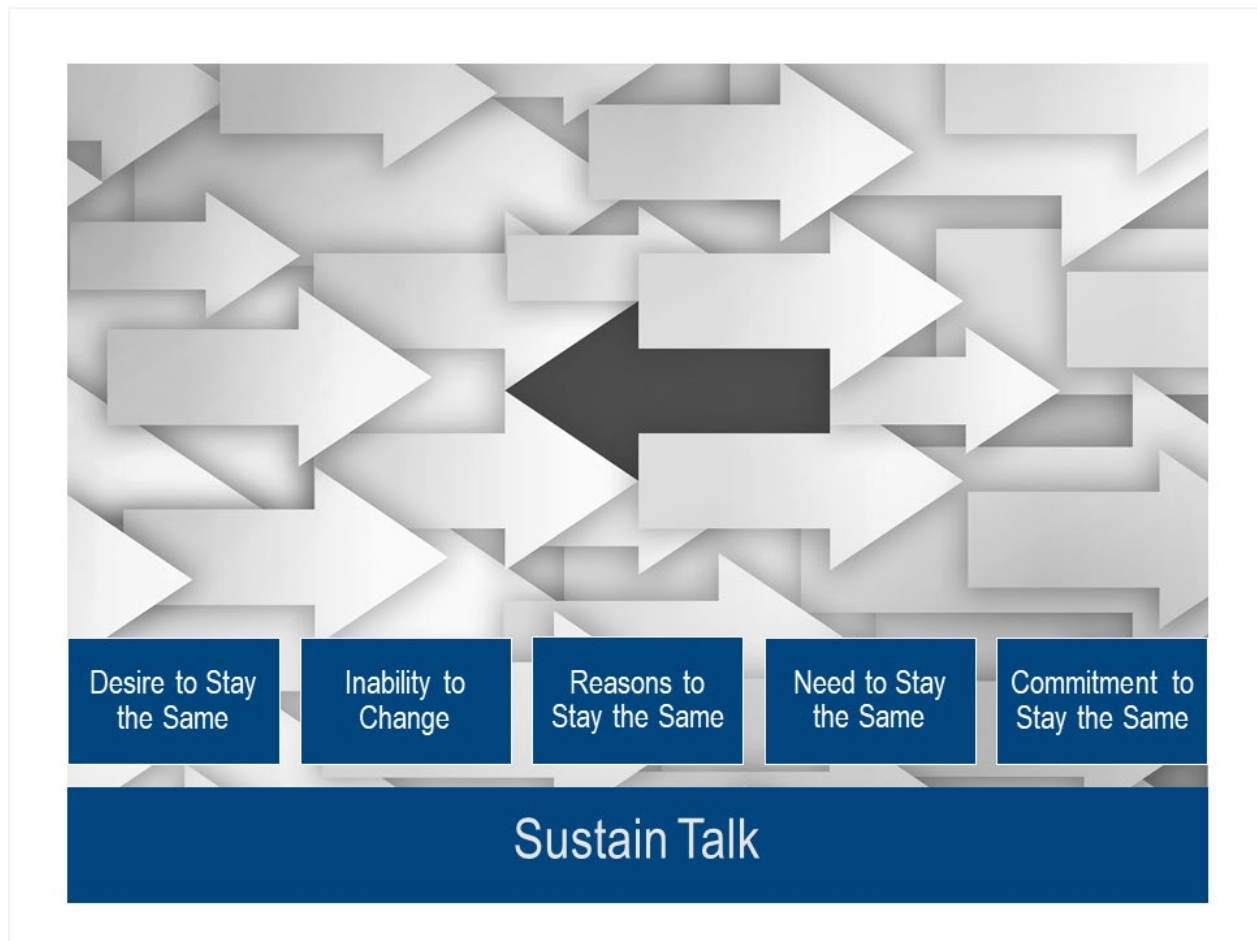 Desire to Stay
the Same
Inability to
Change
Reasons to
Stay the Same
Need to Stay
the Same
Commitment to
Stay the Same
Sustain Talk